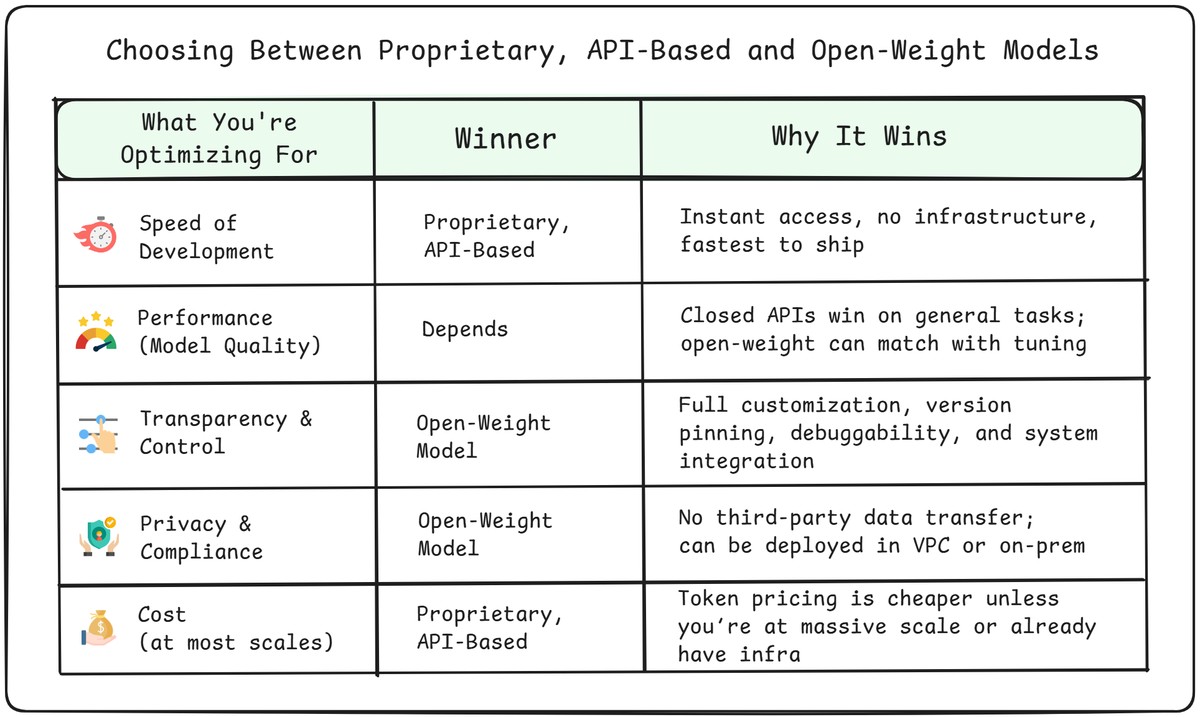 Choosing Between Proprietary, API-Based and Open-Weight Models
What You're
Optimizing For
Winner
Why It Wins
Speed of
Development
Proprietary,
API-Based
Instant access, no infrastructure,
fastest to ship
Performance
(Model Quality)
Depends
Closed APIs win on general tasks;
open-weight can match with tuning
Transparency &
Control
Open-Weight
Model
Full customization, version
pinning, debuggability, and system
integration
Privacy &
Compliance
Open-Weight
Model
No third-party data transfer;
can be deployed in VPC or on-prem
Cost
(at most scales)
Proprietary,
API-Based
Token pricing is cheaper unless
you‘re at massive scale or already
have infra